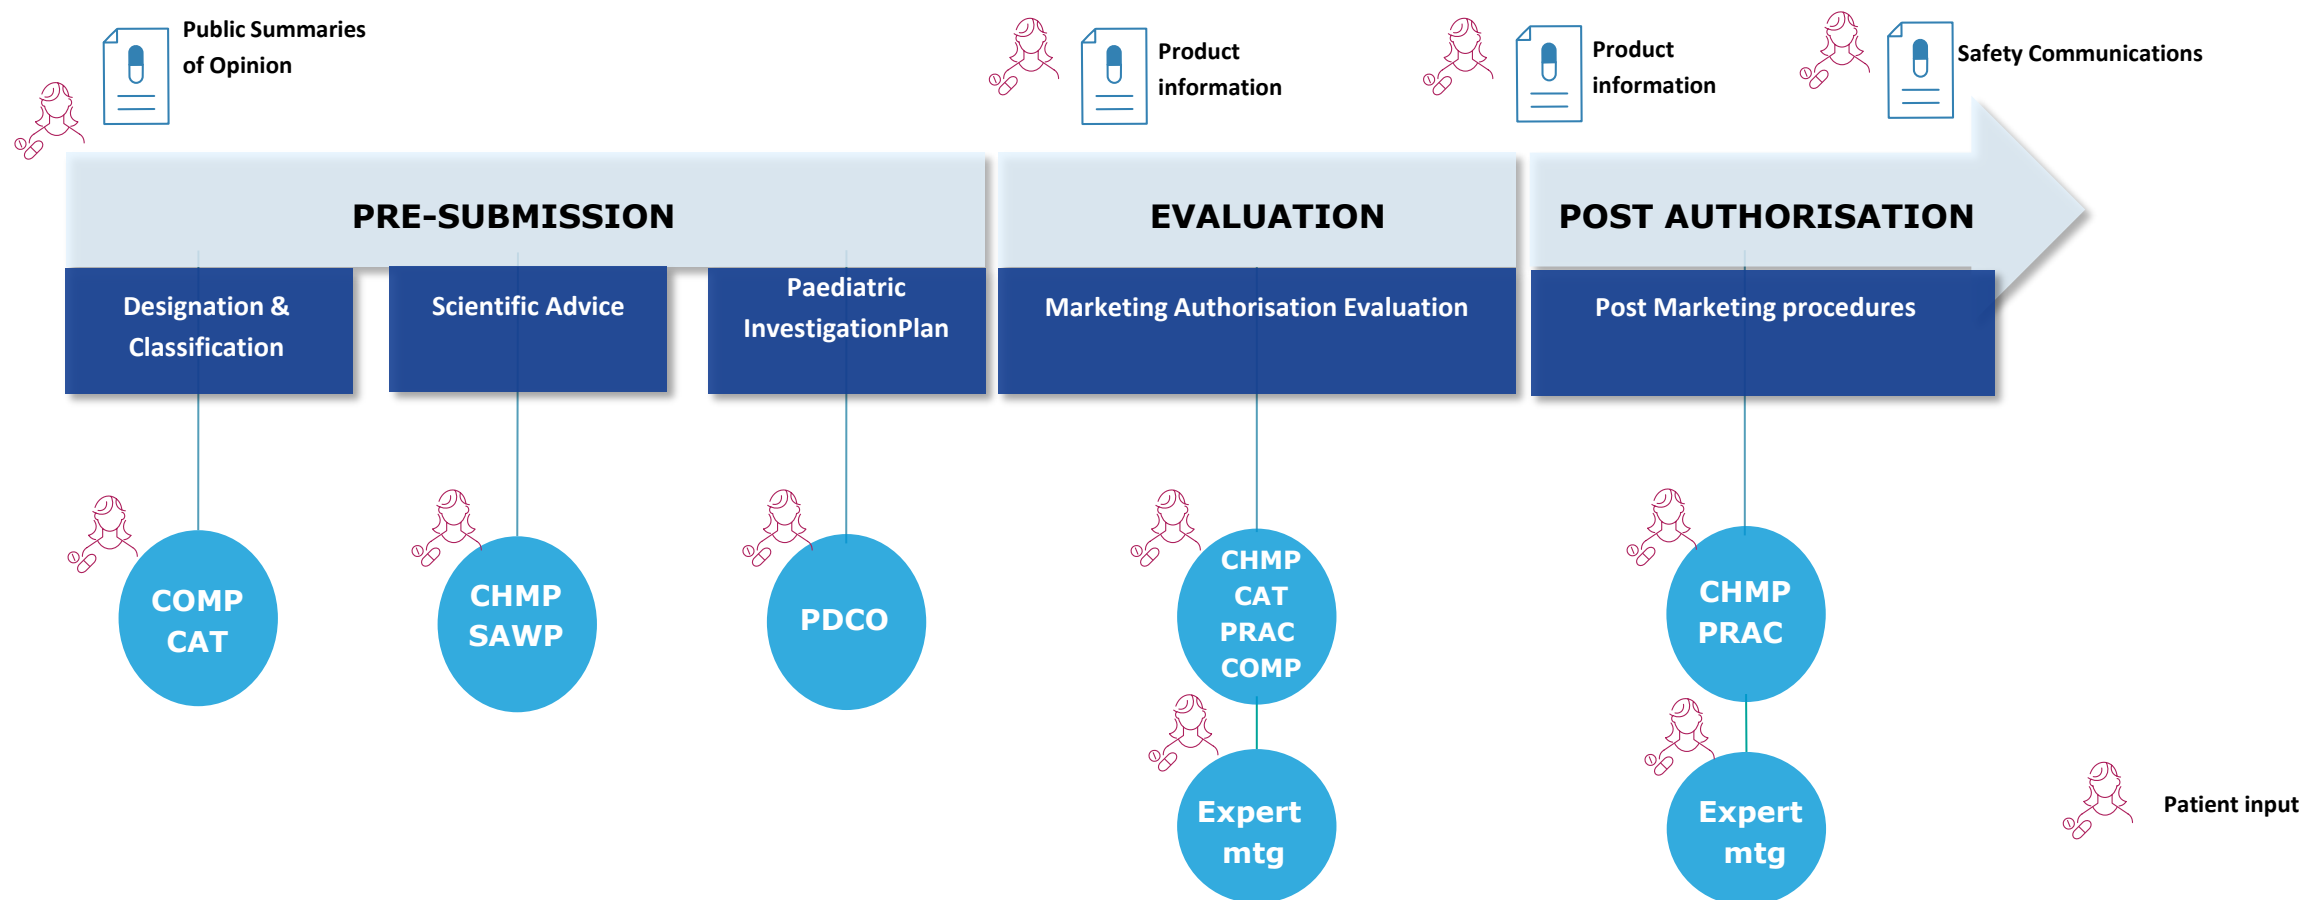 Public Summaries
of Opinion
Product
information
Product
information
Safety Communications
PRE-SUBMISSION
EVALUATION
POST AUTHORISATION
Designation &
Classification
Scientific Advice
Paediatric
InvestigationPlan
Marketing Authorisation Evaluation
Post Marketing procedures
COMP
CAT
CHMP
SAWP
PDCO
CHMP
CAT
PRAC
COMP
CHMP
PRAC
Expert
mtg
Expert
mtg
Patient input